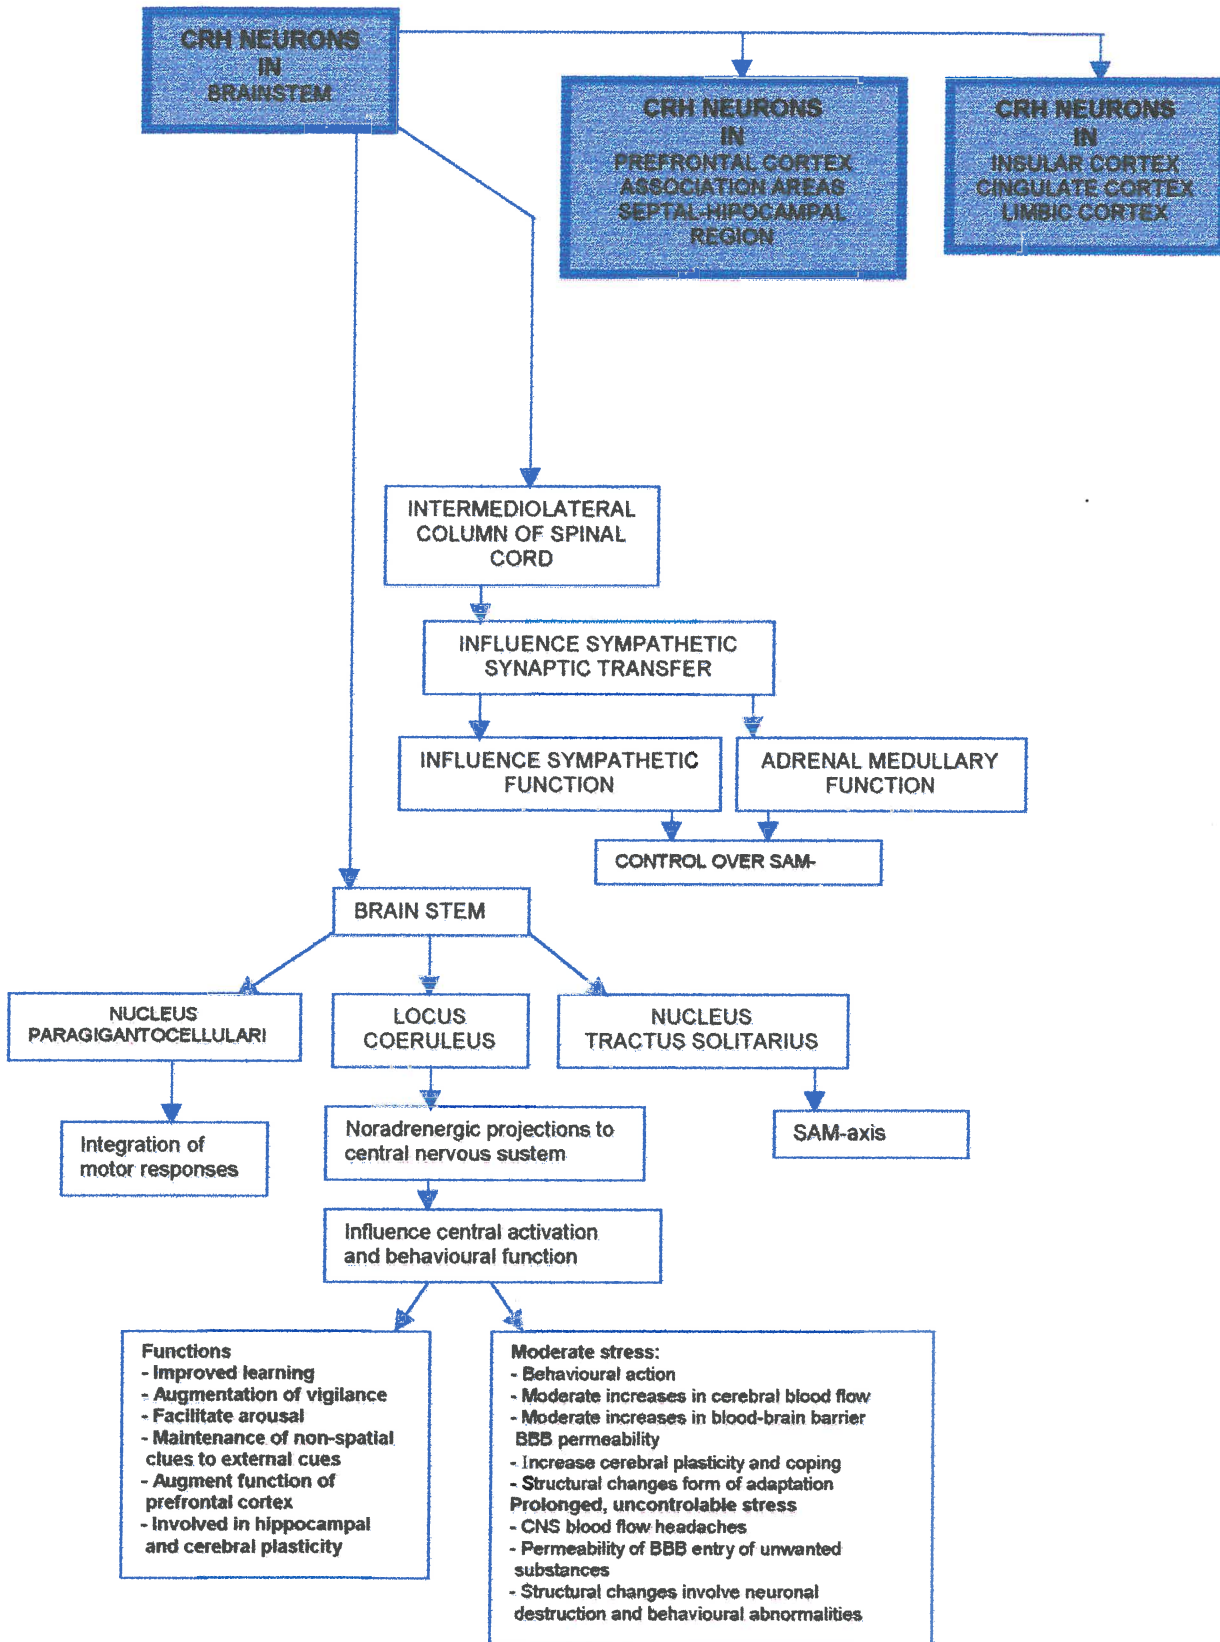 CRH NEURONS
IN
BRAINSTEM
CRH NEURONS
IN
PREFRONTAL CORTEX
ASSOCIATION AREAS
SEPTAL-HIPOCAMPAL
REGION
CRH NEURONS
IN
INSULAR CORTEX
CINGULATE CORTEX
LIMBIC CORTEX
INTERMEDIOLATERAL
COLUMN OF SPINAL
CORD
INFLUENCE SYMPATHETIC
SYNAPTIC TRANSFER
INFLUENCE SYMPATHETIC
FUNCTION
ADRENAL MEDULLARY
FUNCTION
CONTROL OVER SAM-
BRAIN STEM
NUCLEUS
PARAGIGANTOCELLULARI
LOCUS
COERULEUS
NUCLEUS
TRACTUS SOLITARIUS
Integration of
motor responses
Noradrenergic projections to
central nervous sustem
SAM-axis
Influence central activation
and behavioural function
Functions
- Improved learning
- Augmentation of vigilance
- Facilitate arousal
- Maintenance of non-spatial
clues to external cues
- Augment function of
prefrontal cortex
- Involved in hippocampal
and cerebral plasticity
Moderate stress:
- Behavioural action
- Moderate increases in cerebral blood flow
- Moderate increases in blood-brain barrier
BBB permeability
- Increase cerebral plasticity and coping
- Structural changes form of adaptation
Prolonged, uncontrolable stress
- CNS blood flow headaches
- Permeability of BBB entry of unwanted
substances
- Structural changes involve neuronal
destruction and behavioural abnormalities